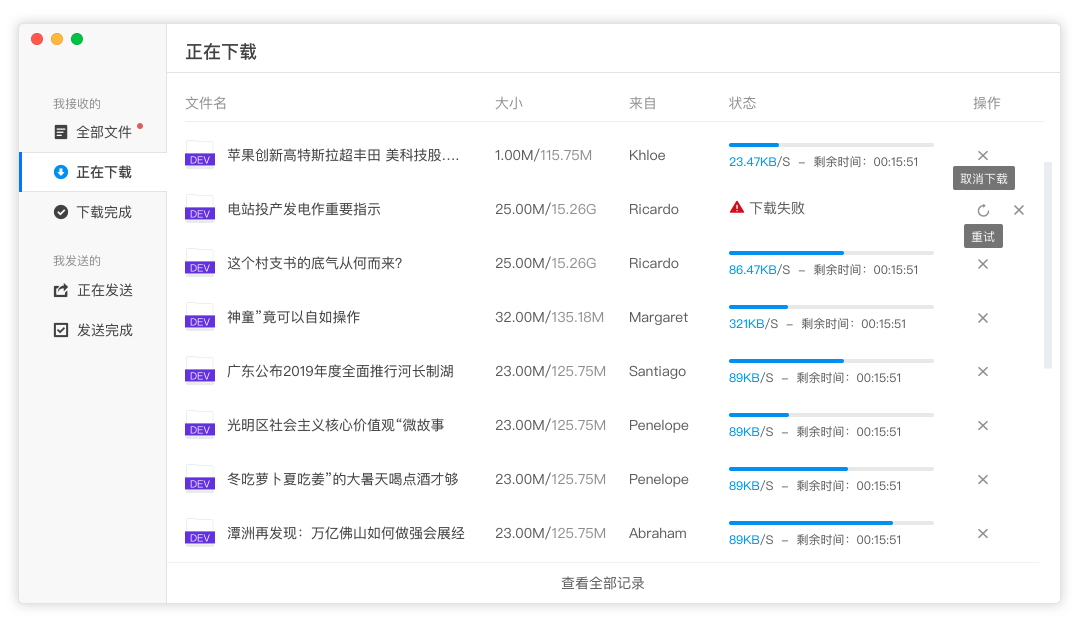 正在下载
我接收的
全部文件
正在下载
下载完成
我发送的
正在发送
发送完成
文件名 大小 来自 状态 操作
DEV 苹果创新高特斯拉超丰田 美科技股.... 1.00M/115.75M Khloe 23.47KB/S – 剩余时间：00:15:51
取消下载
DEV 电站投产发电作重要指示 25.00M/15.26G Ricardo 下载失败
重试
DEV 这个村支书的底气从何而来? 25.00M/15.26G Ricardo 86.47KB/S – 剩余时间：00:15:51
DEV 神童”竟可以自如操作 32.00M/135.18M Margaret 321KB/S – 剩余时间：00:15:51
DEV 广东公布2019年度全面推行河长制湖 23.00M/125.75M Santiago 89KB/S – 剩余时间：00:15:51
DEV 光明区社会主义核心价值观“微故事 23.00M/125.75M Penelope 89KB/S – 剩余时间：00:15:51
DEV 冬吃萝卜夏吃姜”的大暑天喝点酒才够 23.00M/125.75M Penelope 89KB/S – 剩余时间：00:15:51
DEV 潭洲再发现：万亿佛山如何做强会展经 23.00M/125.75M Abraham 89KB/S – 剩余时间：00:15:51
查看全部记录